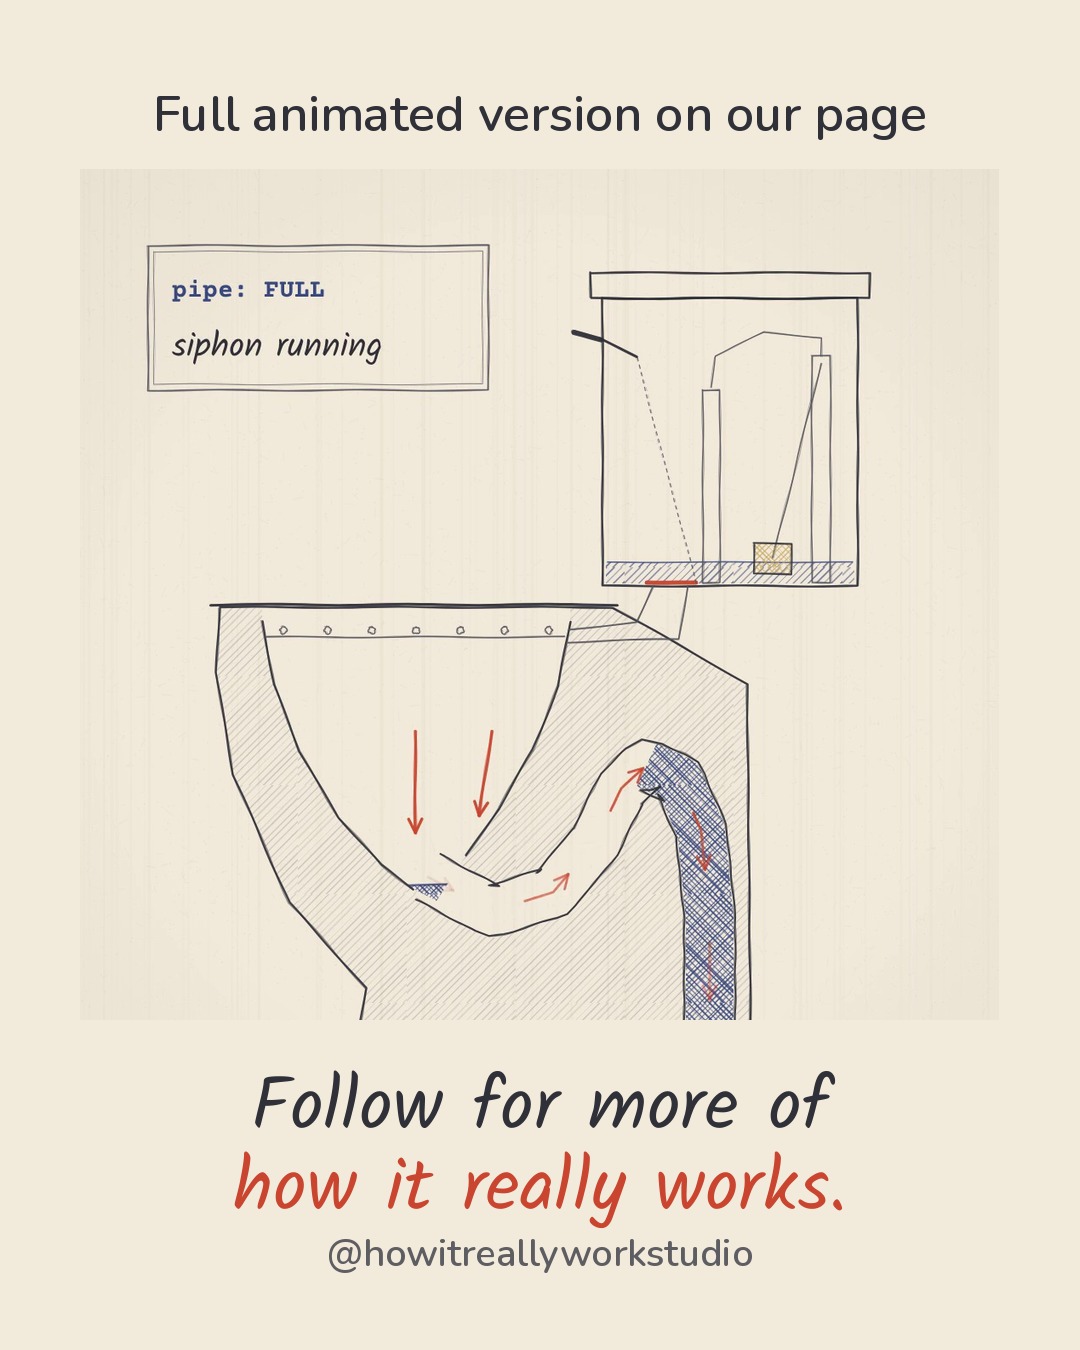 Full animated version on our page
pipe: FULL
siphon running
Follow for more of
how it really works.
@howitreallyworkstudio